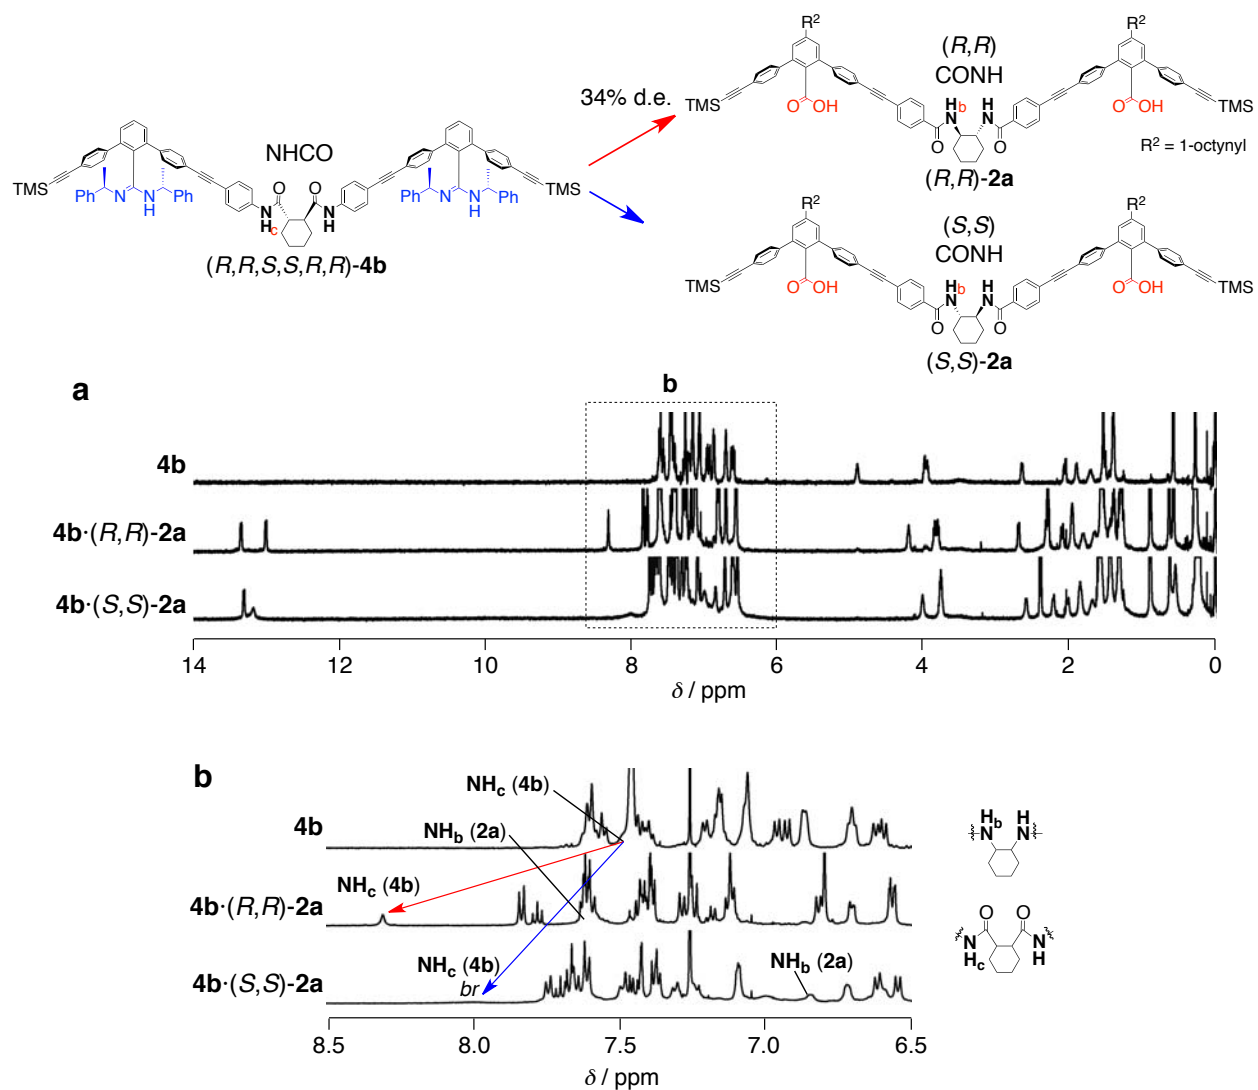 R2
R2
(R,R)
CONH
34% d.e.
TMS
O
OH
Hb
H
N
N
O
O
O
OH
TMS
R2 = 1-octynyl
(R,R)-2a
NHCO
TMS
Ph
N
N
H
Ph
N
H
c
O
O
N
H
Ph
N
N
H
Ph
TMS
(R,R,S,S,R,R)-4b
R2
R2
(S,S)
CONH
TMS
O
OH
Hb
H
N
N
O
O
O
OH
TMS
(S,S)-2a
a
b
4b
4b·(R,R)-2a
4b·(S,S)-2a
14
12
10
8
6
4
2
0
δ / ppm
b
4b
NHc (4b)
NHb (2a)
NHc (4b)
4b·(R,R)-2a
NHc (4b)
br
NHb (2a)
4b·(S,S)-2a
8.5
8.0
7.5
7.0
6.5
δ / ppm
Hb
H
N
N
O
O
N
N
Hc
H